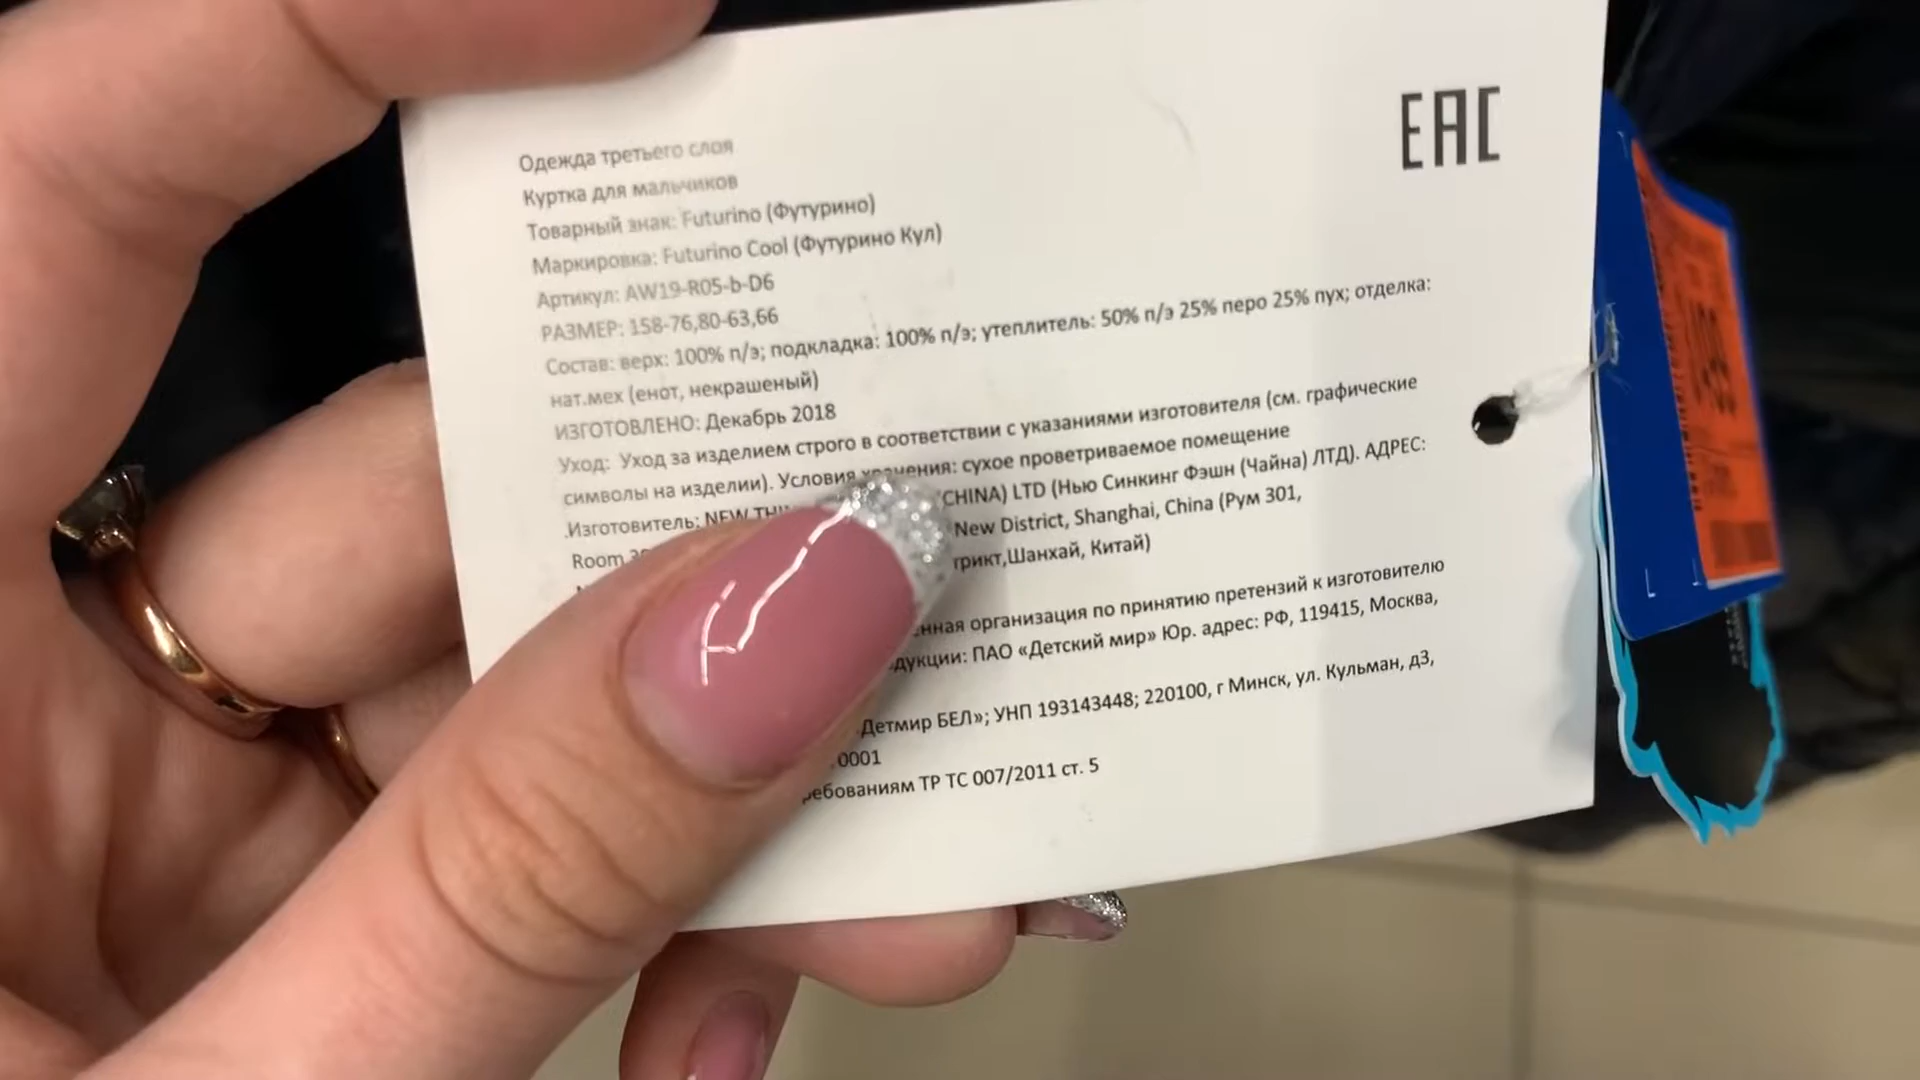 EAC
Одежда третьего слоя
Куртка для мальчиков
Товарный знак: Futurino (Футурино)
Маркировка: Futurino Cool (Футурино Кул)
Артикул: AW19-R05-b-D6
РАЗМЕР: 158-76,80-63,66
Состав: верх: 100% п/э; подкладка: 100% п/э; утеплитель: 50% п/э 25% перо 25% пух; отделка:
нат.мех (енот, некрашеный)
ИЗГОТОВЛЕНО: Декабрь 2018
Уход: Уход за изделием строго в соответствии с указаниями изготовителя (см. графические
символы на изделии). Условия хранения: сухое проветриваемое помещение
.Изготовитель: NEW (CHINA) LTD (Нью Синкинг Фэшн (Чайна) ЛТД). АДРЕС:
Room New District, Shanghai, China (Рум 301,
Шанхай, Китай)
организация по принятию претензий к изготовителю
ПАО «Детский мир» Юр. адрес: РФ, 119415, Москва,
Детмир БЕЛ»; УНП 193143448; 220100, г Минск, ул. Кульман, д3,
0001
ТР ТС 007/2011 ст. 5